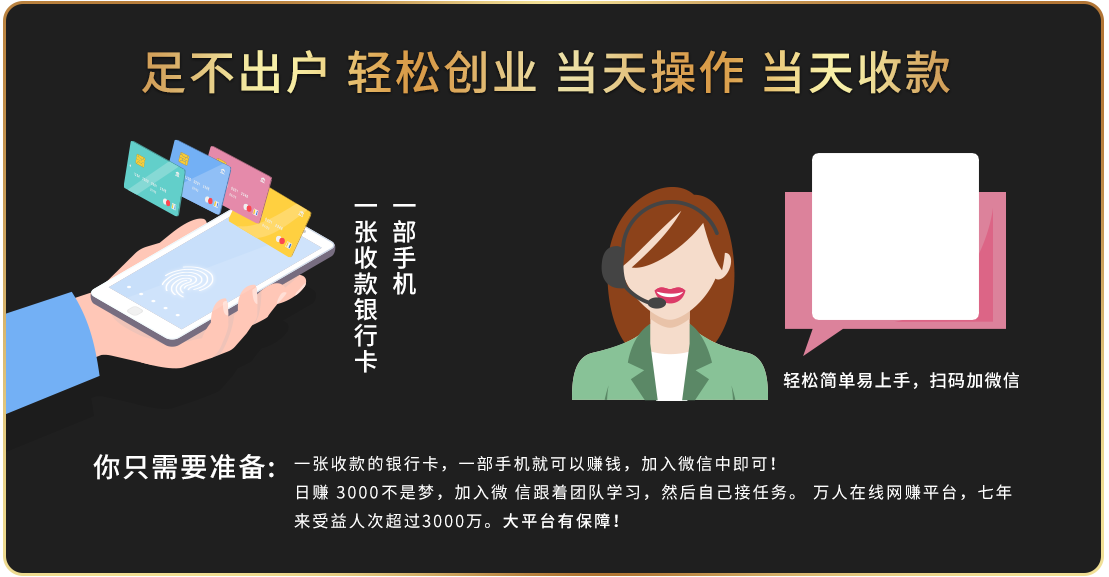 足不出户 轻松创业 当天操作 当天收款
一部手机
一张收款银行卡
轻松简单易上手，扫码加微信
你只需要准备:
一张收款的银行卡，一部手机就可以赚钱，加入微信中即可！
日赚 3000不是梦，加入微 信跟着团队学习，然后自己接任务。 万人在线网赚平台，七年
来受益人次超过3000万。大平台有保障！